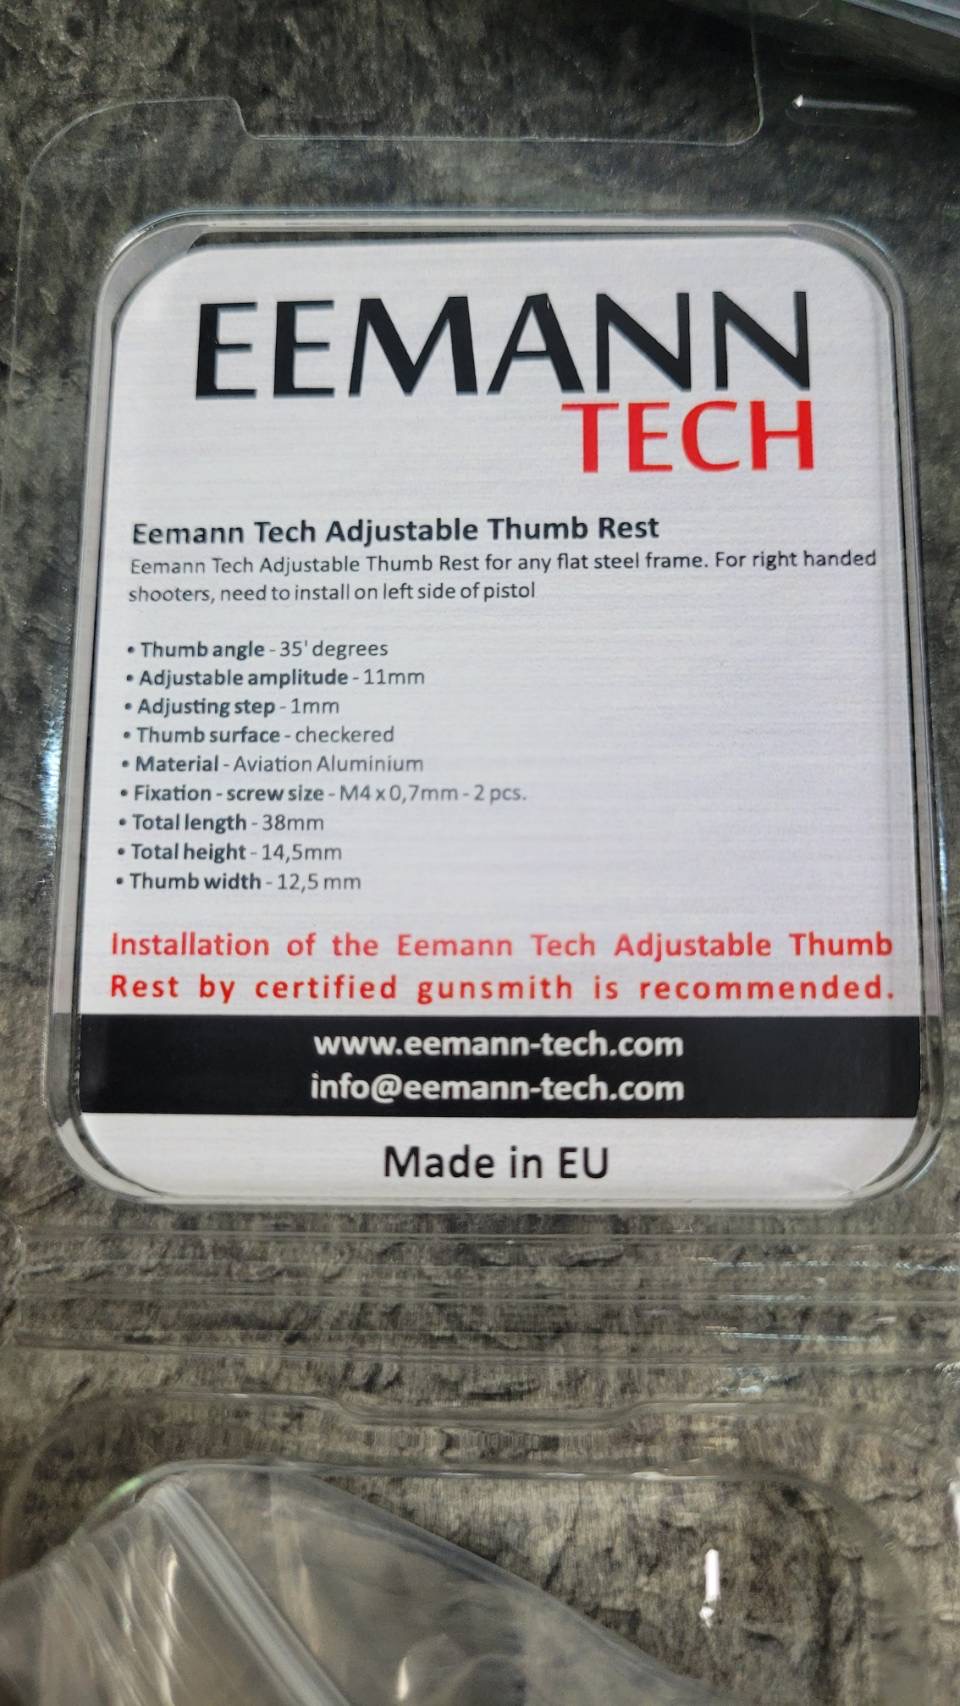 EEMANN
TECH
Eemann Tech Adjustable Thumb Rest
Eemann Tech Adjustable Thumb Rest for any flat steel frame. For right handed
shooters, need to install on left side of pistol
• Thumb angle - 35' degrees
• Adjustable amplitude - 11mm
• Adjusting step - 1mm
• Thumb surface - checkered
• Material - Aviation Aluminium
• Fixation - screw size - M4 x 0,7mm - 2 pcs.
• Total length - 38mm
• Total height - 14,5mm
• Thumb width - 12,5 mm
Installation of the Eemann Tech Adjustable Thumb
Rest by certified gunsmith is recommended.
www.eemann-tech.com
info@eemann-tech.com
Made in EU